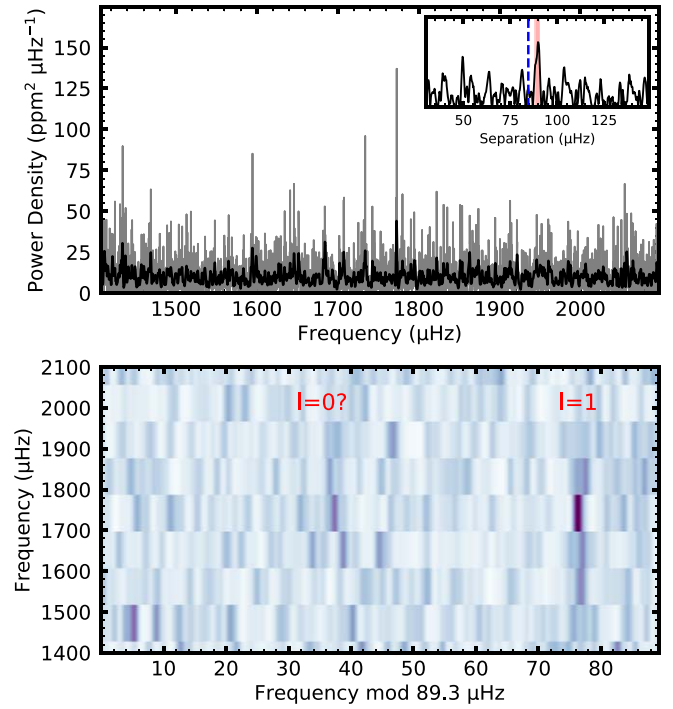 175
150
125
100
75
50
25
0
Power Density (ppm² μHz⁻¹)
50 75 100 125
Separation (μHz)
1500 1600 1700 1800 1900 2000
Frequency (μHz)
2100
2000
1900
1800
1700
1600
1500
1400
Frequency (μHz)
l=0? l=1
10 20 30 40 50 60 70 80
Frequency mod 89.3 μHz